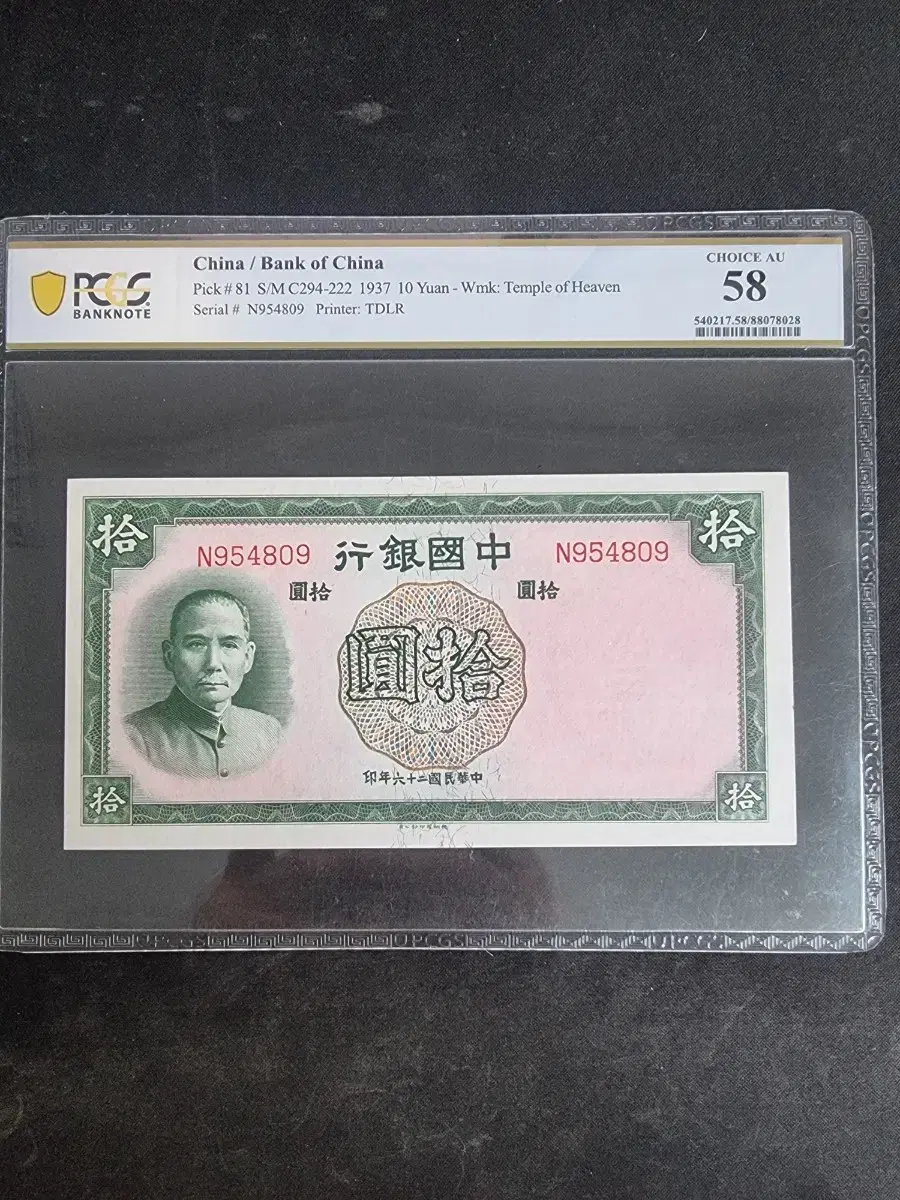 PCGS
BANKNOTE
China / Bank of China
Pick # 81 S/M C294-222 1937 10 Yuan - Wmk: Temple of Heaven
Serial # N954809 Printer: TDLR
CHOICE AU
58
540217.58/88078028
拾 拾
N954809 行銀國中 N954809
圓拾 圓拾
圓拾
印年六十二國民華中
拾 拾